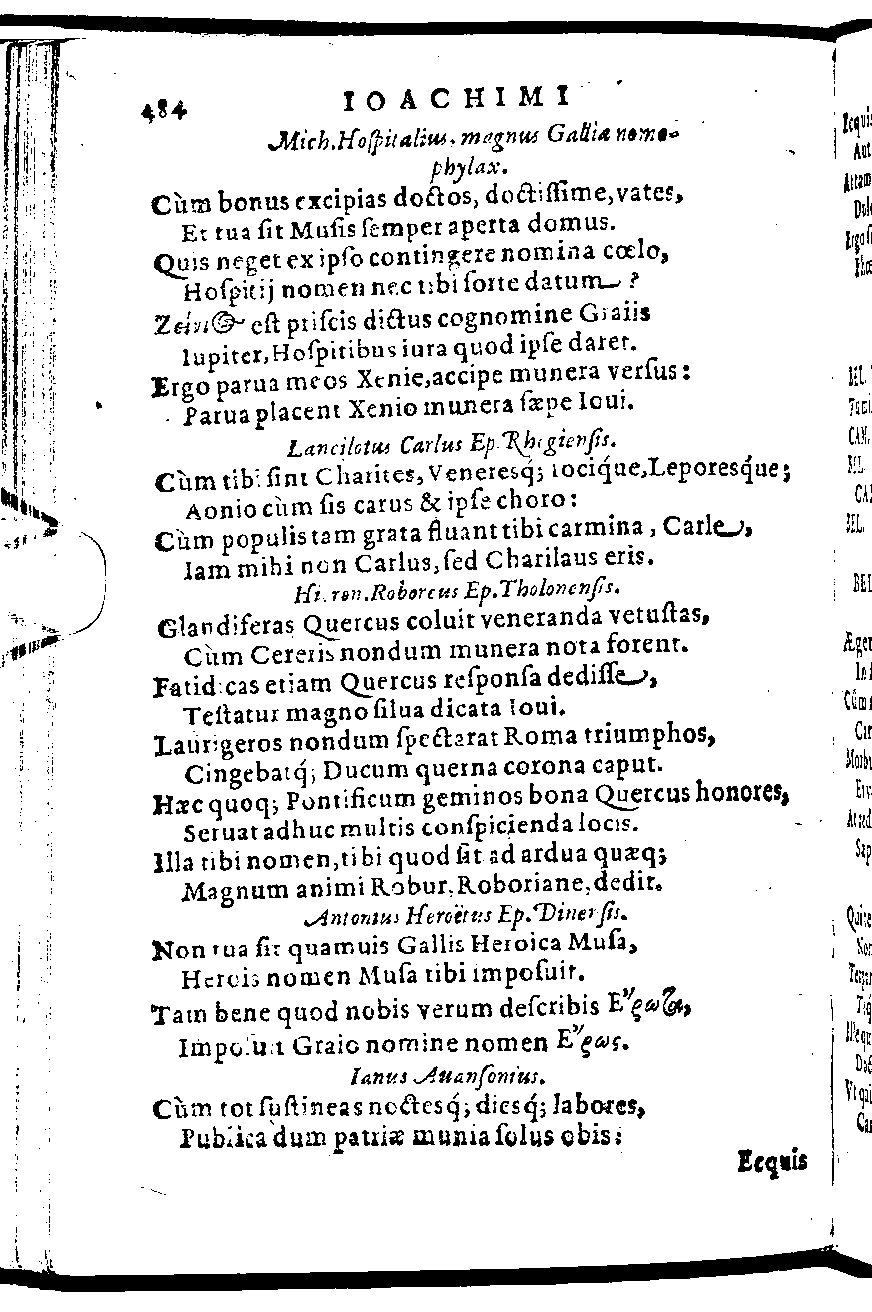 484 IOACHIMI
Mich. Hoſpitalius, magnus Galliæ nomo-
phylax.
Cùm bonus excipias doctos, doctiſſime, vates,
Et tua ſit Muſis ſemper aperta domus.
Quis neget ex ipſo contingere nomina cœlo,
Hoſpitij nomen nec tibi ſorte datum?
eſt priſcis dictus cognomine Graiis
Iupiter, Hoſpitibus iura quod ipſe daret.
Ergo parua meos Xenie, accipe munera verſus:
Parua placent Xenio munera ſæpe Ioui.
Lancilotus Carlus Ep. Rhegienſis.
Cùm tibi ſint Charites, Veneresq́; iociq́ue, Leporesq́ue;
Aonio cùm ſis carus & ipſe choro:
Cùm populis tam grata fluant tibi carmina, Carle,
Iam mihi non Carlus, ſed Charilaus eris.
Hieron. Roboreus Ep. Tholonenſis.
Glandiferas Quercus coluit veneranda vetuſtas,
Cùm Cereris nondum munera nota forent.
Fatidicas etiam Quercus reſponſa dediſſe,
Teſtatur magno ſilua dicata Ioui.
Laurigeros nondum ſpectarat Roma triumphos,
Cingebatq́; Ducum querna corona caput.
Hæc quoq; Pontificum geminos bona Quercus honores,
Seruat adhuc multis conſpicienda locis.
Illa tibi nomen, tibi quod ſit ad ardua quæq;
Magnum animi Robur, Roboriane, dedit.
Antonius Heroëtus Ep. Dinerſis.
Non tua ſit quamuis Gallis Heroica Muſa,
Herois nomen Muſa tibi impoſuit.
Tam bene quod nobis verum deſcribis Ἔρωτα,
Impoſuit Graio nomine nomen Ἔρως.
Ianus Auanſonius.
Cùm tot ſuſtineas noctesq́; diesq́; labores,
Publica dum patriæ munia ſolus obis:
Ecquis